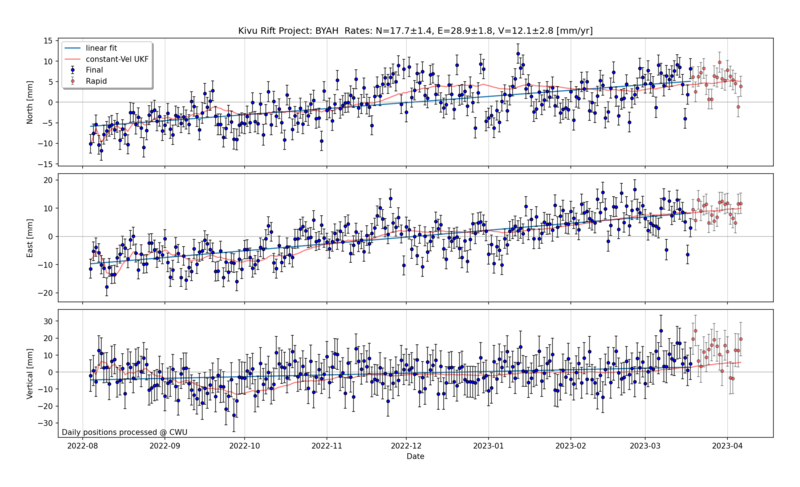 Kivu Rift Project: BYAH  Rates: N=17.7±1.4, E=28.9±1.8, V=12.1±2.8 [mm/yr]
linear fit
constant-Vel UKF
Final
Rapid
North [mm]
15
10
5
0
−5
−10
−15
East [mm]
20
10
0
−10
−20
Vertical [mm]
30
20
10
0
−10
−20
−30
Daily positions processed @ CWU
2022-08
2022-09
2022-10
2022-11
2022-12
2023-01
2023-02
2023-03
2023-04
Date